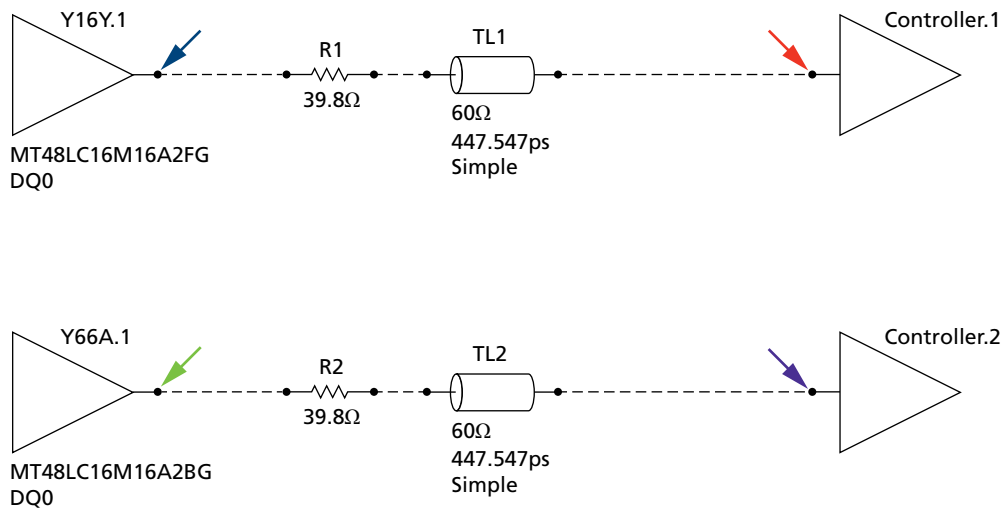 Y16Y.1
R1
TL1
Controller.1
39.8Ω
60Ω
447.547ps
Simple
MT48LC16M16A2FG
DQ0
Y66A.1
R2
TL2
Controller.2
39.8Ω
60Ω
447.547ps
Simple
MT48LC16M16A2BG
DQ0